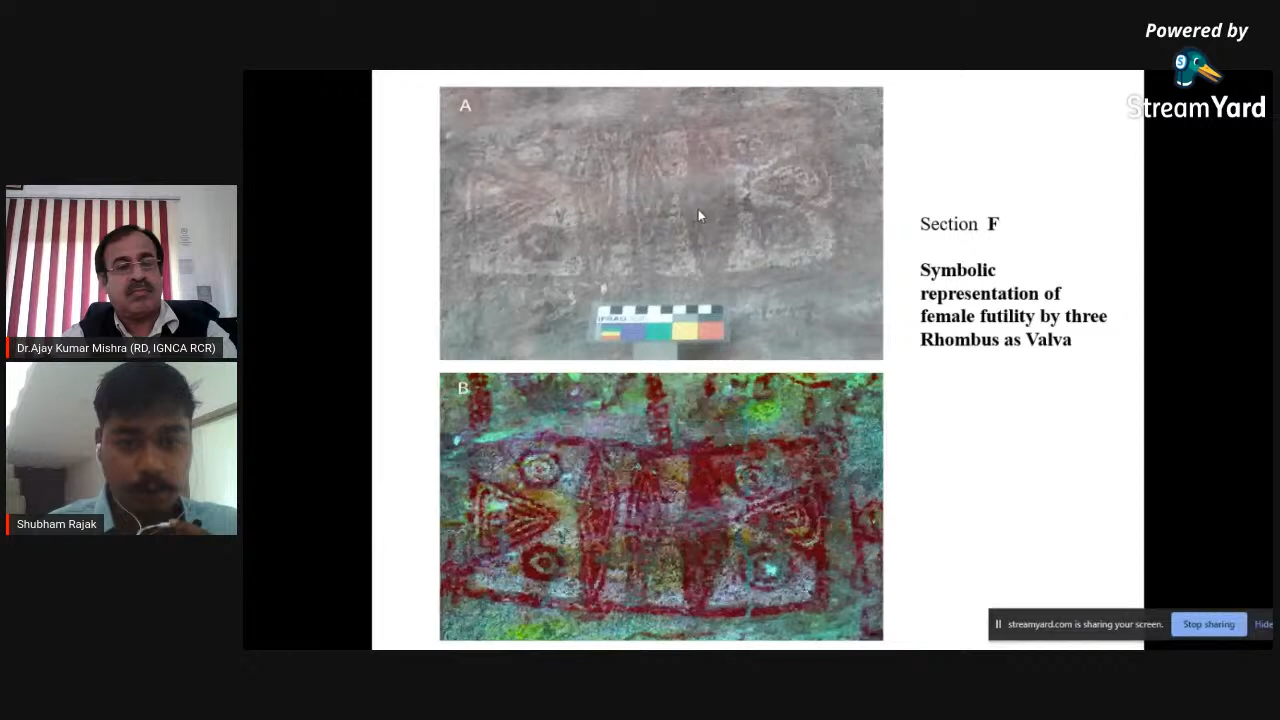 Powered by
StreamYard
A
Section F
Symbolic
representation of
female futility by three
Rhombus as Valva
Dr.Ajay Kumar Mishra (RD, IGNCA RCR)
B
Shubham Rajak
streamyard.com is sharing your screen.
Stop sharing
Hide